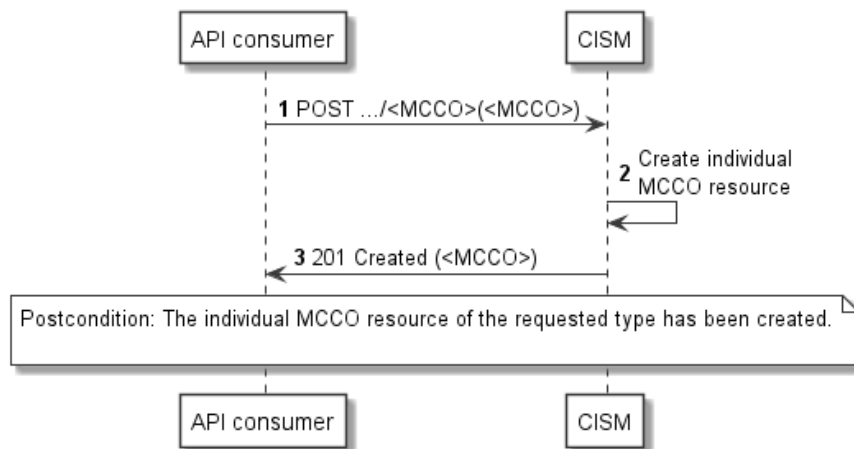 API consumer
CISM
1 POST .../<MCCO>(<MCCO>)
2 Create individual
MCCO resource
3 201 Created (<MCCO>)
Postcondition: The individual MCCO resource of the requested type has been created.
API consumer
CISM